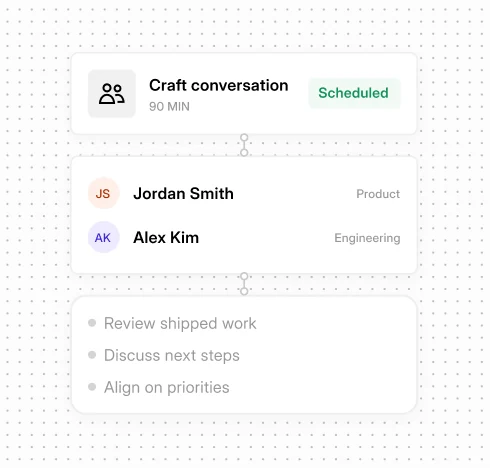 Craft conversation
90 MIN
Scheduled
JS Jordan Smith Product
AK Alex Kim Engineering
Review shipped work
Discuss next steps
Align on priorities